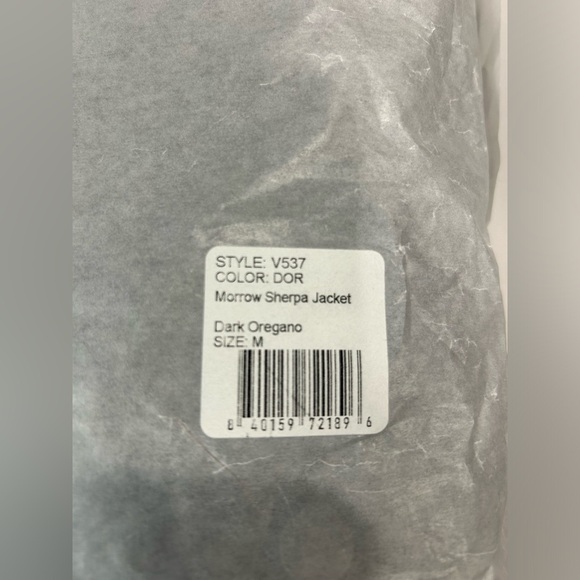 STYLE: V537
COLOR: DOR
Morrow Sherpa Jacket
Dark Oregano
SIZE: M
8 40159 72189 6